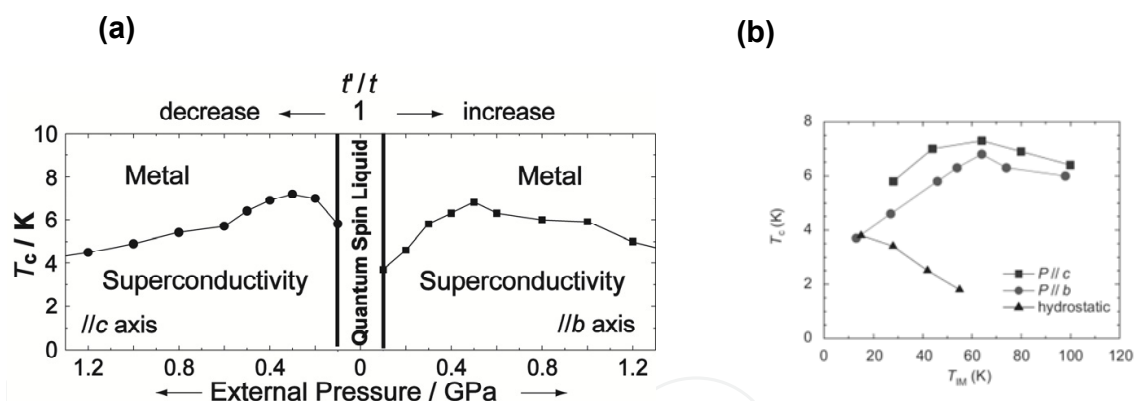 (a)
(b)
t'/t
decrease ← 1 → increase
10
8
6
4
2
0
Tc / K
Metal
Metal
Quantum Spin Liquid
Superconductivity
Superconductivity
//c axis
//b axis
1.2 0.8 0.4 0 0.4 0.8 1.2
← External Pressure / GPa →
8
6
4
2
0
Tc (K)
P // c
P // b
hydrostatic
0 20 40 60 80 100 120
TIM (K)